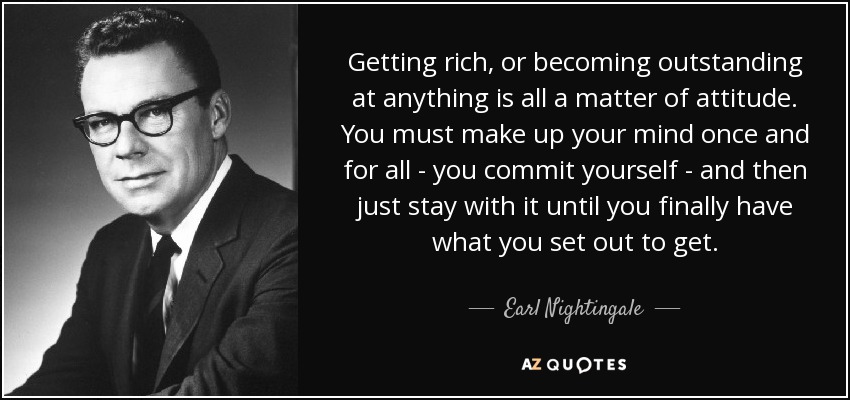 Getting rich, or becoming outstanding
at anything is all a matter of attitude.
You must make up your mind once and
for all - you commit yourself - and then
just stay with it until you finally have
what you set out to get.
Earl Nightingale
AZ QUOTES